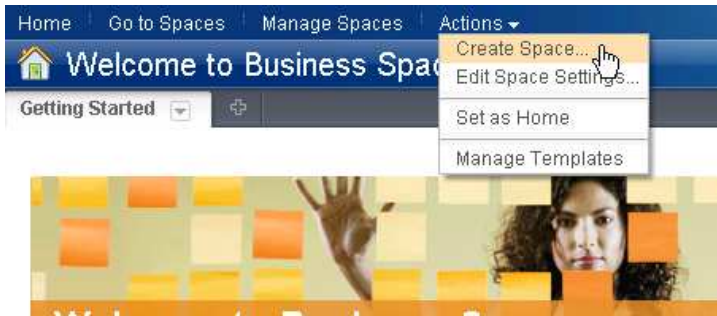 Home Go to Spaces Manage Spaces Actions
Create Space...
Welcome to Business Spac
Edit Space Settings...
Getting Started
Set as Home
Manage Templates